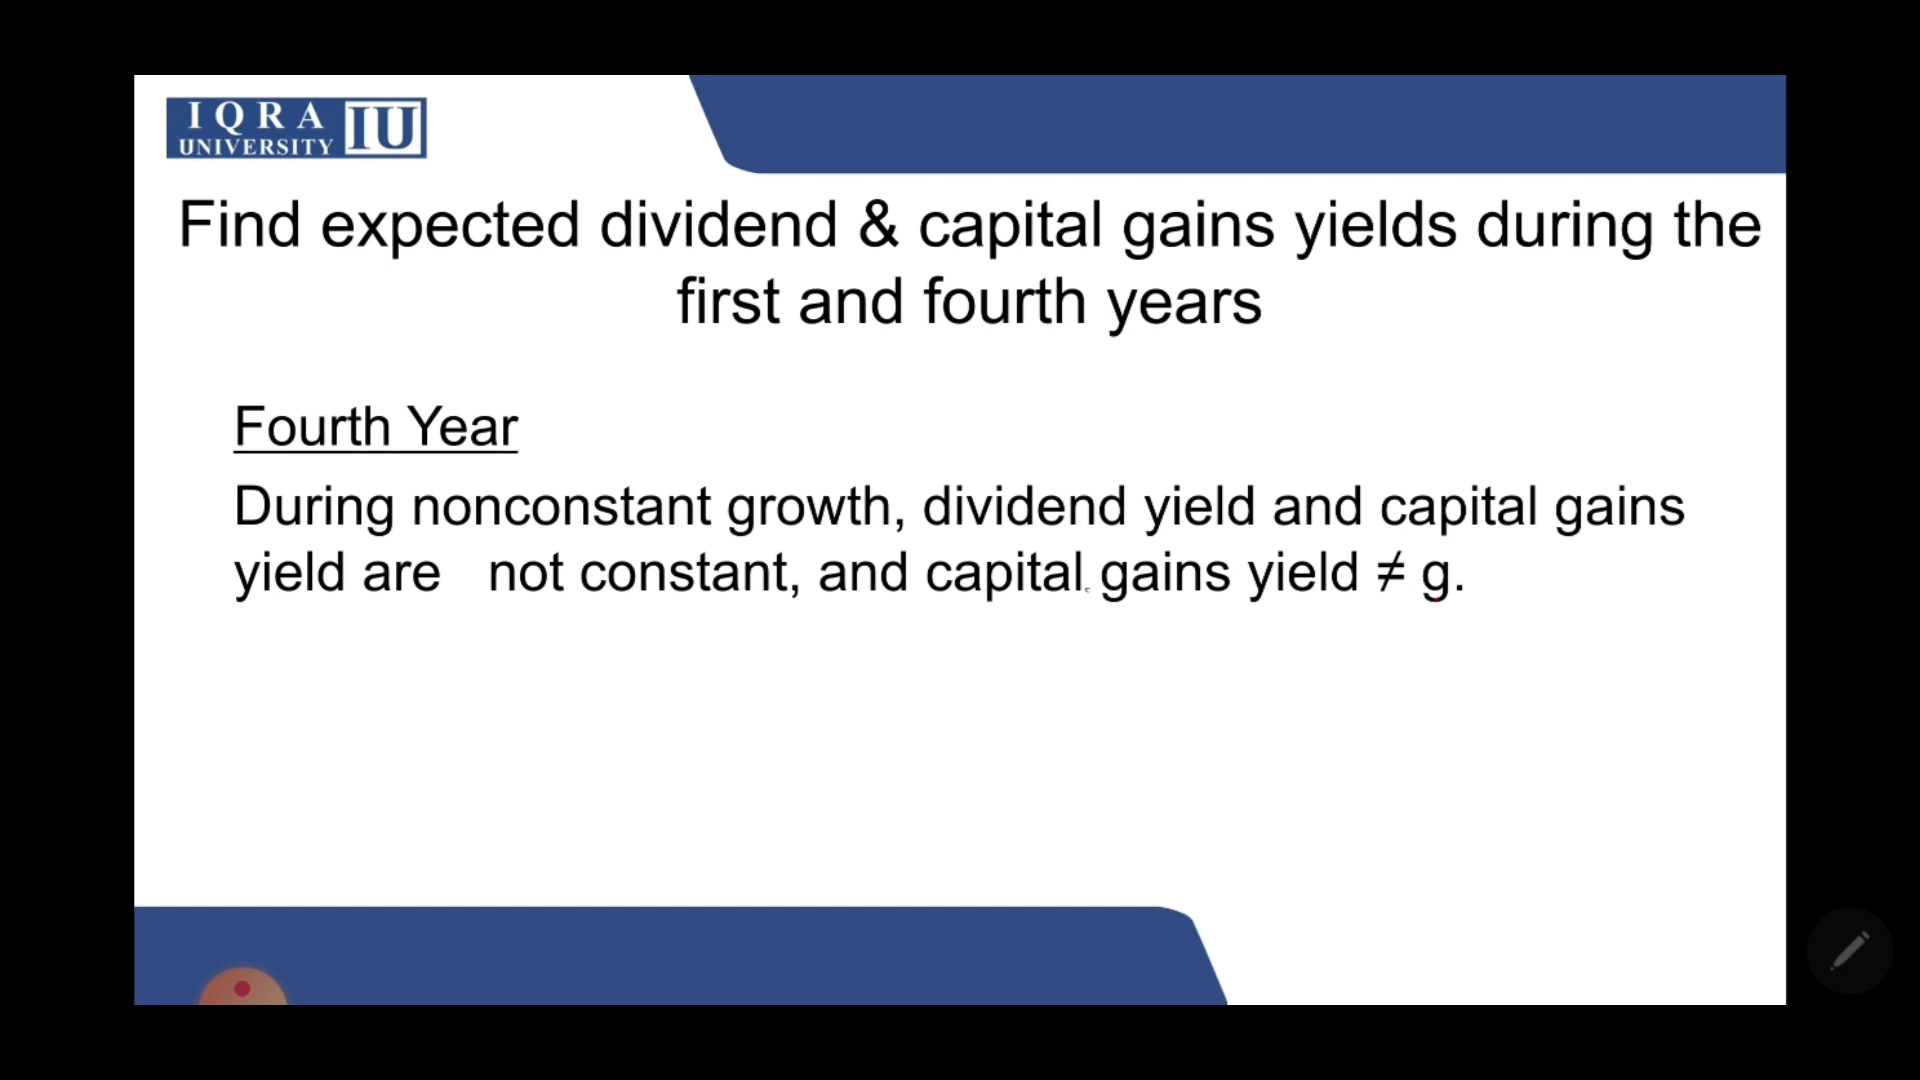 IQRA
UNIVERSITY
IU
Find expected dividend & capital gains yields during the
first and fourth years
Fourth Year
During nonconstant growth, dividend yield and capital gains
yield are not constant, and capital gains yield ≠ g.